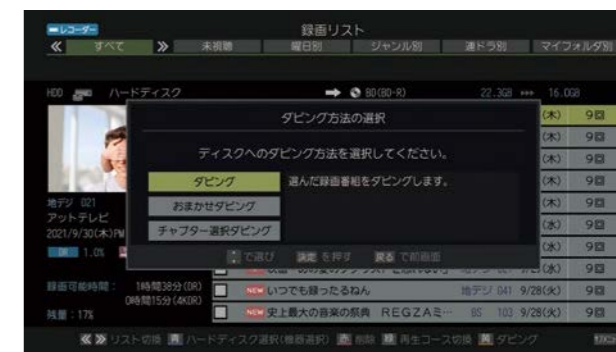 レコーダー 録画リスト
すべて 未視聴 曜日別 ジャンル別 連ドラ別 マイフォルダ別
HDD ハードディスク BD(BD-R) 22.3GB 16.0GB
ダビング方法の選択
ディスクへのダビング方法を選択してください。
ダビング 選んだ録画番組をダビングします。
おまかせダビング
チャプター選択ダビング
で選び 決定 を押す 戻る で前画面
(木) 9回
(木) 9回
(木) 9回
(木) 9回
(水) 9回
(水) 9回
(水) 9回
地デジ 021
アットテレビ
2021/9/30(木)PM
DR 1.0%
録画可能時間: 1時間38分(DR)
0時間15分(4KDR)
残量:17%
NEW いつでも録ったるねん 地デジ 041 9/28(火) 9回
NEW 史上最大の音楽の祭典 REGZAミ… BS 103 9/28(火) 9回
リスト切換 青 ハードディスク選択(機器選択) 赤 削除 緑 再生コース切換 黄 ダビング